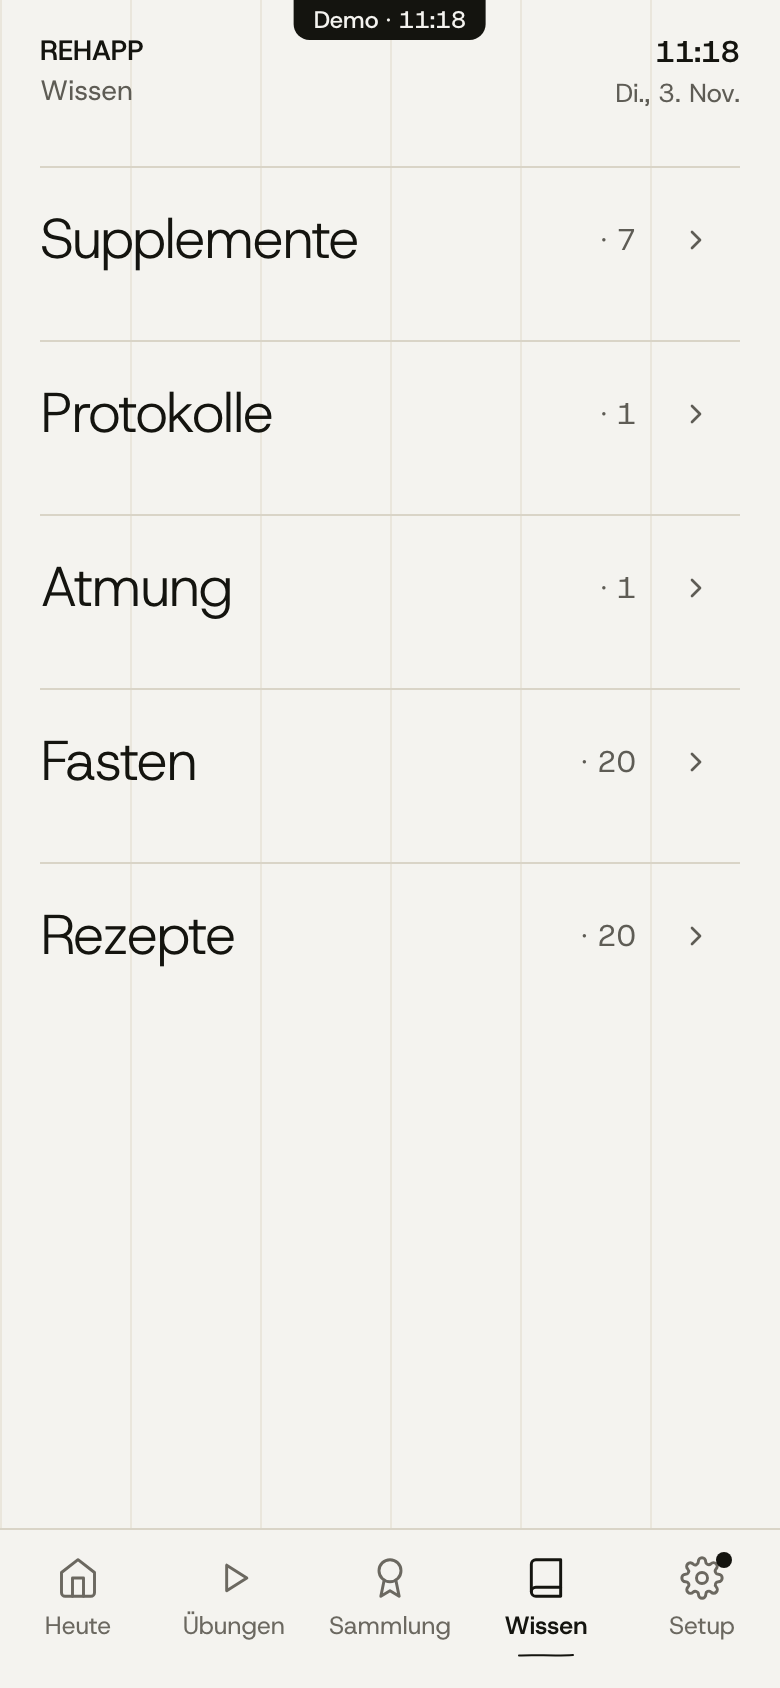 Demo · 11:18
REHAPP
11:18
Wissen
Di., 3. Nov.
Supplemente · 7
Protokolle · 1
Atmung · 1
Fasten · 20
Rezepte · 20
Heute Übungen Sammlung Wissen Setup